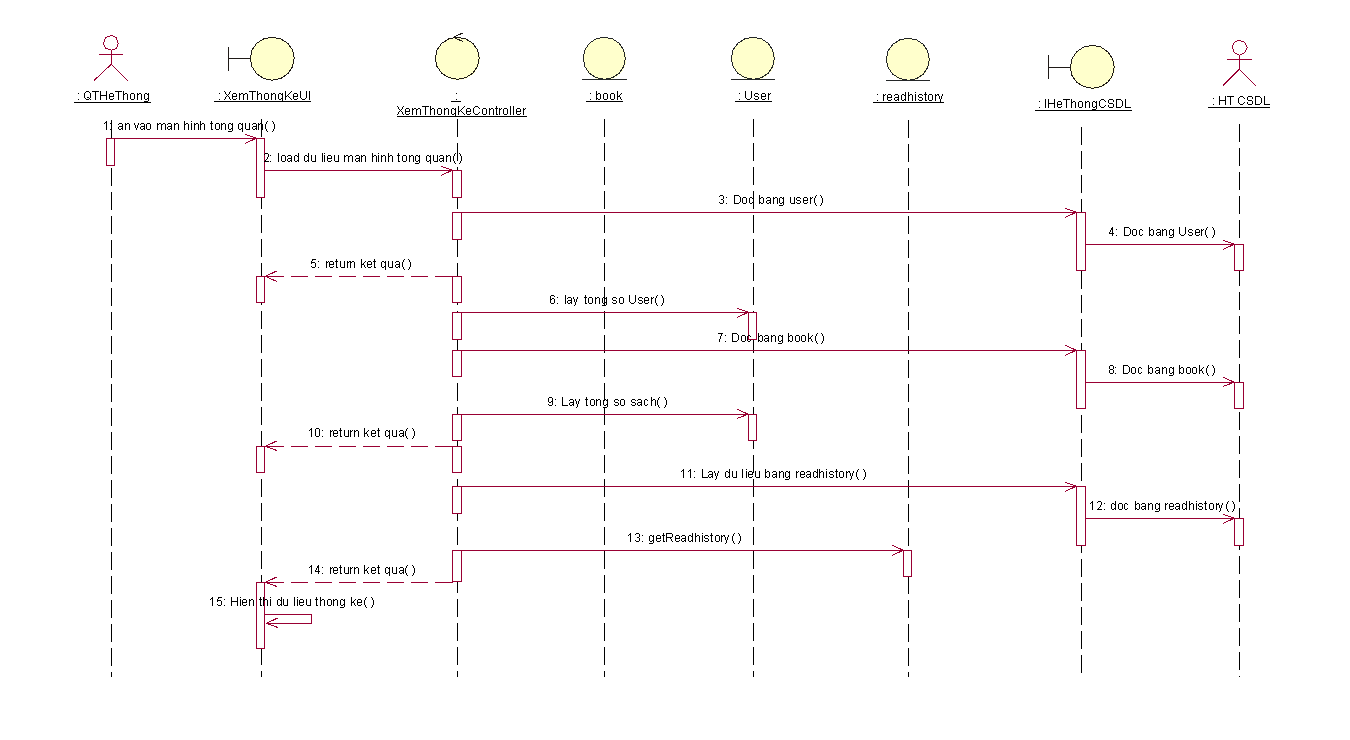 : QTHeThong
: XemThongKeUI
:
XemThongKeController
: book
: User
: readhistory
: IHeThongCSDL
: HT CSDL
1: an vao man hinh tong quan( )
2: load du lieu man hinh tong quan( )
3: Doc bang user( )
4: Doc bang User( )
5: return ket qua( )
6: lay tong so User( )
7: Doc bang book( )
8: Doc bang book( )
9: Lay tong so sach( )
10: return ket qua( )
11: Lay du lieu bang readhistory( )
12: doc bang readhistory( )
13: getReadhistory( )
14: return ket qua( )
15: Hien thi du lieu thong ke( )